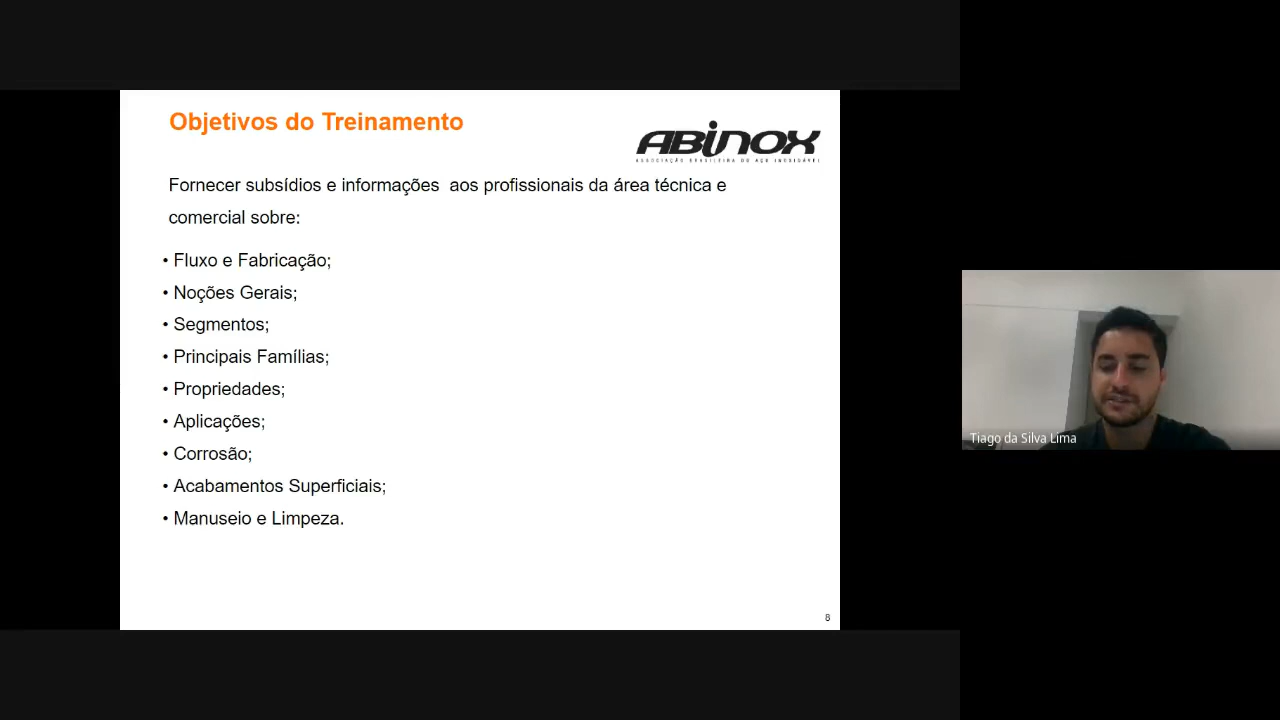 Objetivos do Treinamento
ABINOX
ASSOCIAÇÃO BRASILEIRA DO AÇO INOXIDÁVEL
Fornecer subsídios e informações aos profissionais da área técnica e
comercial sobre:
• Fluxo e Fabricação;
• Noções Gerais;
• Segmentos;
• Principais Famílias;
• Propriedades;
• Aplicações;
• Corrosão;
• Acabamentos Superficiais;
• Manuseio e Limpeza.
8
Tiago da Silva Lima